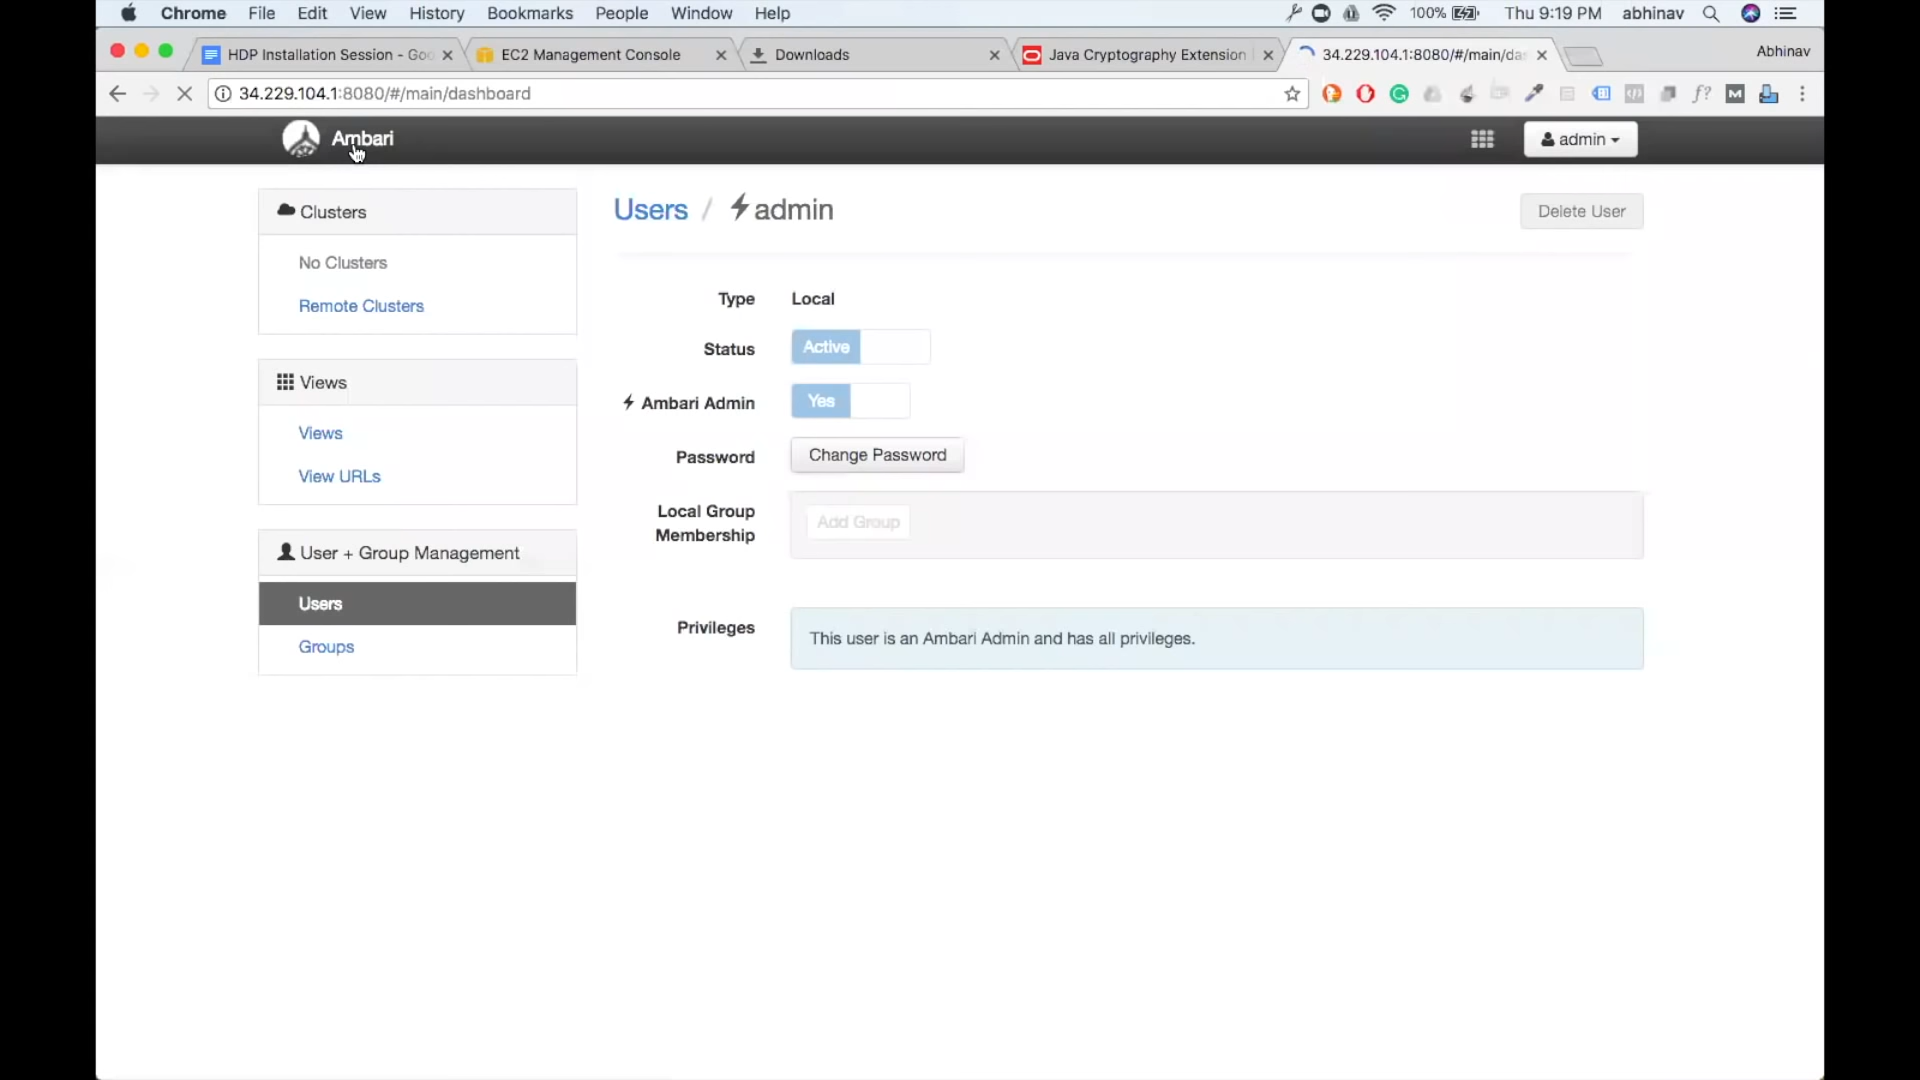 Chrome File Edit View History Bookmarks People Window Help 100% Thu 9:19 PM abhinav
HDP Installation Session - Goo EC2 Management Console Downloads Java Cryptography Extension 34.229.104.1:8080/#/main/da Abhinav
34.229.104.1:8080/#/main/dashboard f? M
Ambari admin
Clusters
No Clusters
Remote Clusters
Views
Views
View URLs
User + Group Management
Users
Groups
Users / admin Delete User
Type Local
Status Active
Ambari Admin Yes
Password Change Password
Local Group Membership Add Group
Privileges This user is an Ambari Admin and has all privileges.